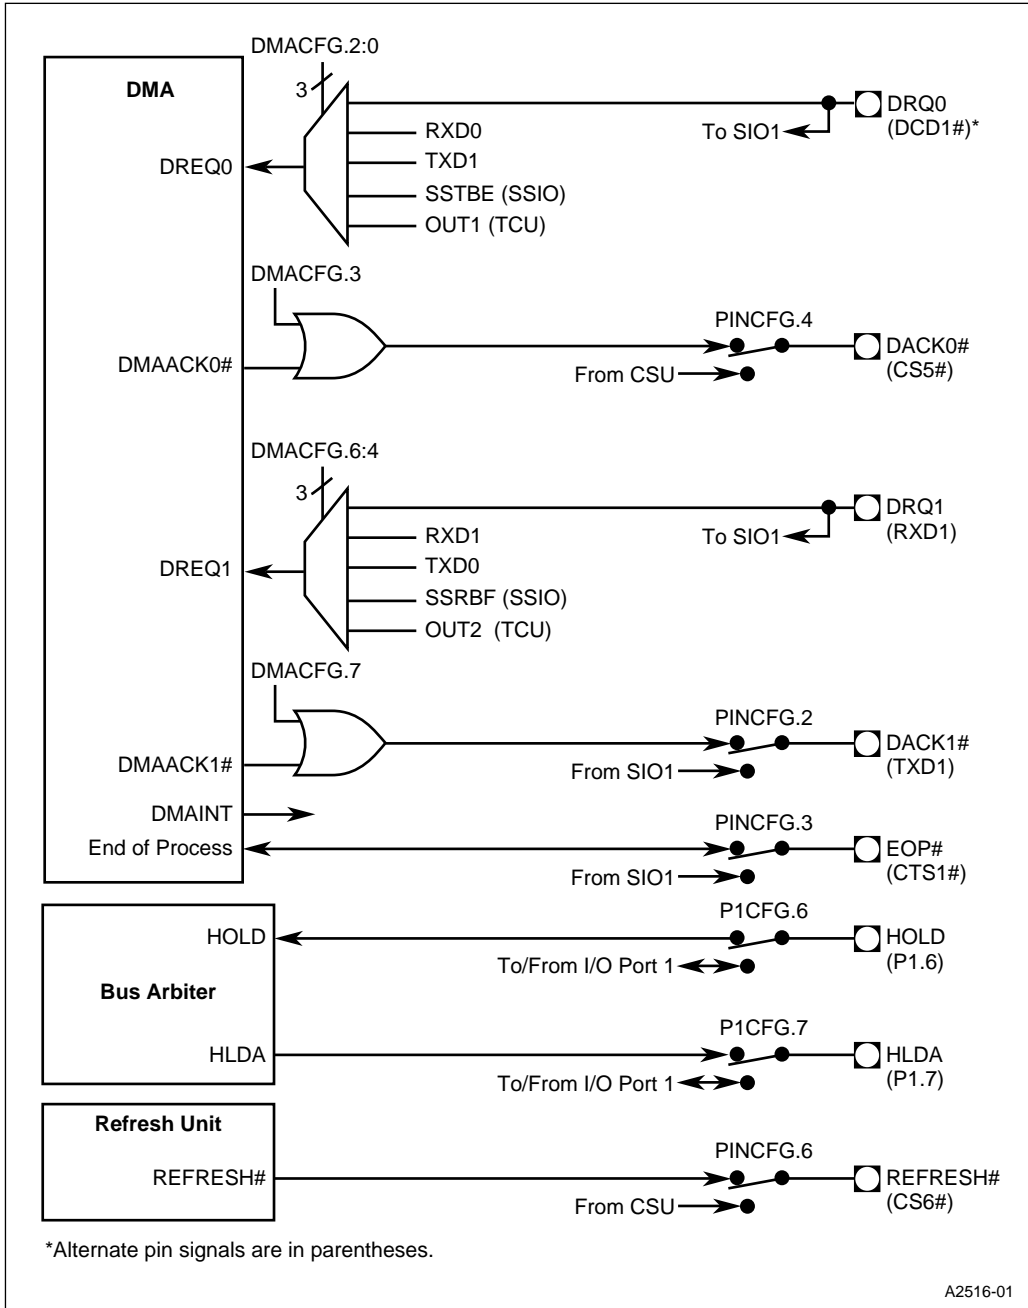 DMACFG.2:0
DMA
3
DRQ0
(DCD1#)*
To SIO1
RXD0
TXD1
DREQ0
SSTBE (SSIO)
OUT1 (TCU)
DMACFG.3
PINCFG.4
DACK0#
(CS5#)
DMAACK0#
From CSU
DMACFG.6:4
3
DRQ1
(RXD1)
To SIO1
RXD1
TXD0
DREQ1
SSRBF (SSIO)
OUT2 (TCU)
DMACFG.7
PINCFG.2
DACK1#
(TXD1)
DMAACK1#
From SIO1
DMAINT
PINCFG.3
End of Process
EOP#
(CTS1#)
From SIO1
P1CFG.6
HOLD
HOLD
(P1.6)
To/From I/O Port 1
Bus Arbiter
P1CFG.7
HLDA
HLDA
(P1.7)
To/From I/O Port 1
Refresh Unit
PINCFG.6
REFRESH#
REFRESH#
(CS6#)
From CSU
*Alternate pin signals are in parentheses.
A2516-01